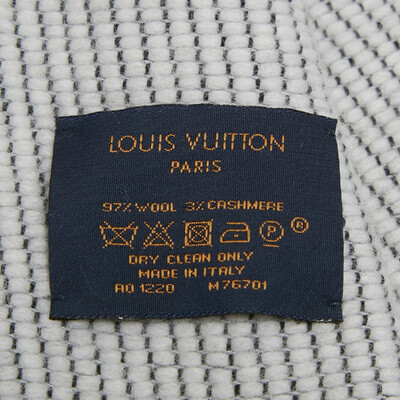 LOUIS VUITTON
PARIS
97% WOOL 3% CASHMERE
P ®
DRY CLEAN ONLY
MADE IN ITALY
AO 1220 M76701